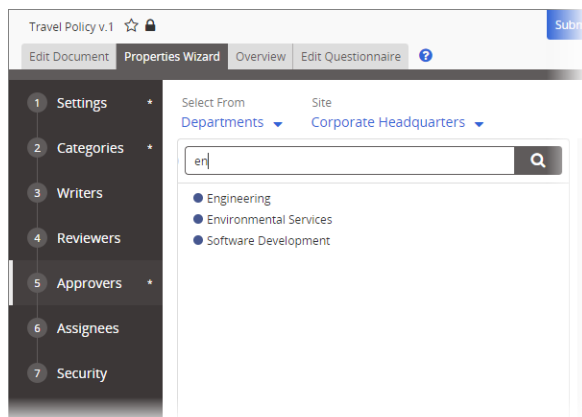 Travel Policy v.1
Edit Document Properties Wizard Overview Edit Questionnaire ?
1 Settings *
2 Categories *
3 Writers
4 Reviewers
5 Approvers *
6 Assignees
7 Security
Select From Site
Departments Corporate Headquarters
en
Engineering
Environmental Services
Software Development